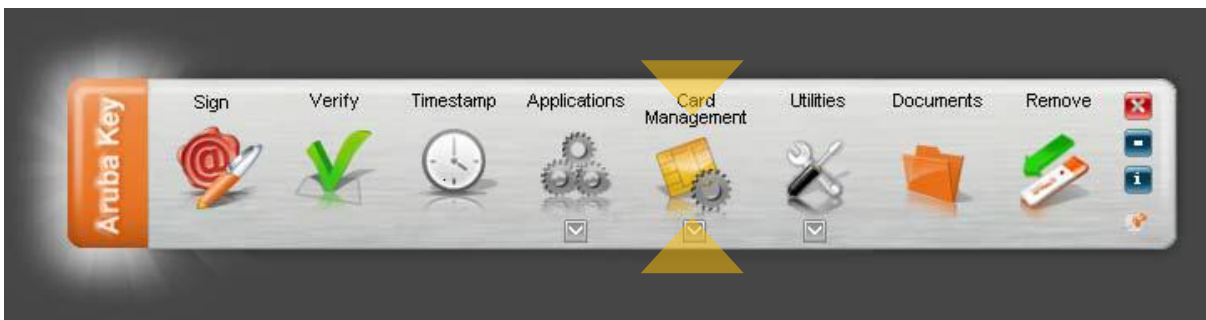 Aruba Key
Sign
Verify
Timestamp
Applications
Card
Management
Utilities
Documents
Remove